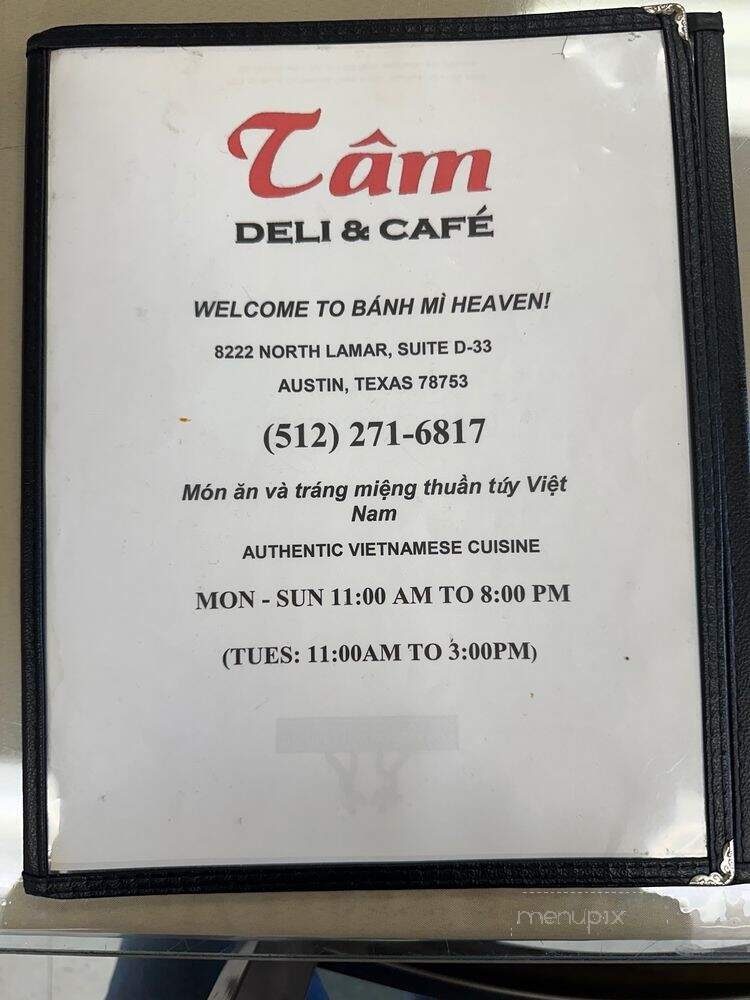 Tâm
DELI & CAFÉ
WELCOME TO BÁNH MÌ HEAVEN!
8222 NORTH LAMAR, SUITE D-33
AUSTIN, TEXAS 78753
(512) 271-6817
Món ăn và tráng miệng thuần túy Việt
Nam
AUTHENTIC VIETNAMESE CUISINE
MON - SUN 11:00 AM TO 8:00 PM
(TUES: 11:00AM TO 3:00PM)
menupix